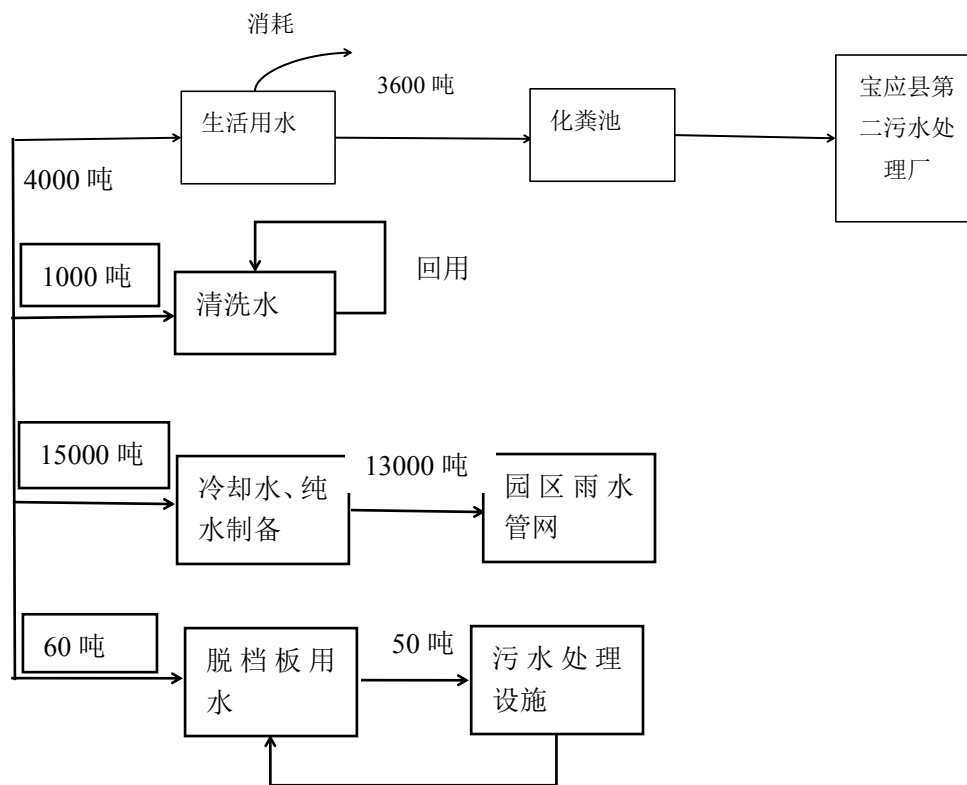 消耗
3600 吨
生活用水
化粪池
宝应县第
二污水处
理厂
4000 吨
1000 吨
清洗水
回用
15000 吨
冷却水、纯
水制备
13000 吨
园区雨水
管网
60 吨
脱档板用
水
50 吨
污水处理
设施